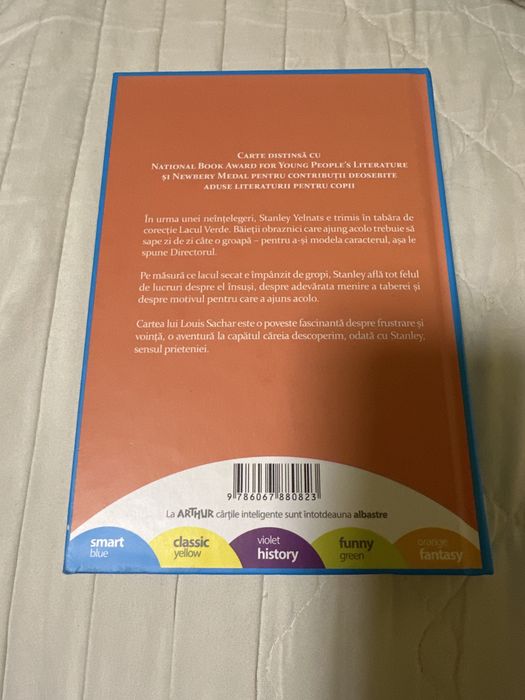 Carte distinsă cu
National Book Award for Young People's Literature
și Newbery Medal pentru contribuții deosebite
aduse literaturii pentru copii
În urma unei neînțelegeri, Stanley Yelnats e trimis în tabăra de
corecție Lacul Verde. Băieții obraznici care ajung acolo trebuie să
sape zi de zi câte o groapă – pentru a-și modela caracterul, așa le
spune Directorul.
Pe măsură ce lacul secat e împânzit de gropi, Stanley află tot felul
de lucruri despre el însuși, despre adevărata menire a taberei și
despre motivul pentru care a ajuns acolo.
Cartea lui Louis Sachar este o poveste fascinantă despre frustrare și
voință, o aventură la capătul căreia descoperim, odată cu Stanley,
sensul prieteniei.
9 786067 880823
La ARTHUR cărțile inteligente sunt întotdeauna albastre
smart
blue
classic
yellow
violet
history
funny
green
orange
fantasy